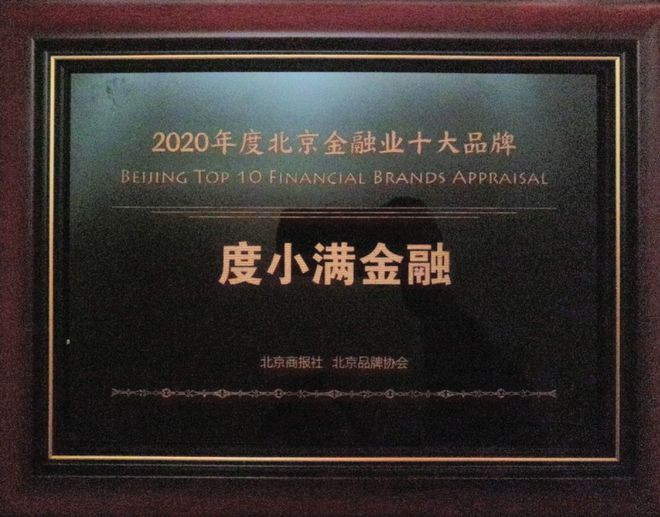 2020年度北京金融业十大品牌
BEIJING TOP 10 FINANCIAL BRANDS APPRAISAL
度小满金融
北京商报社 北京品牌协会